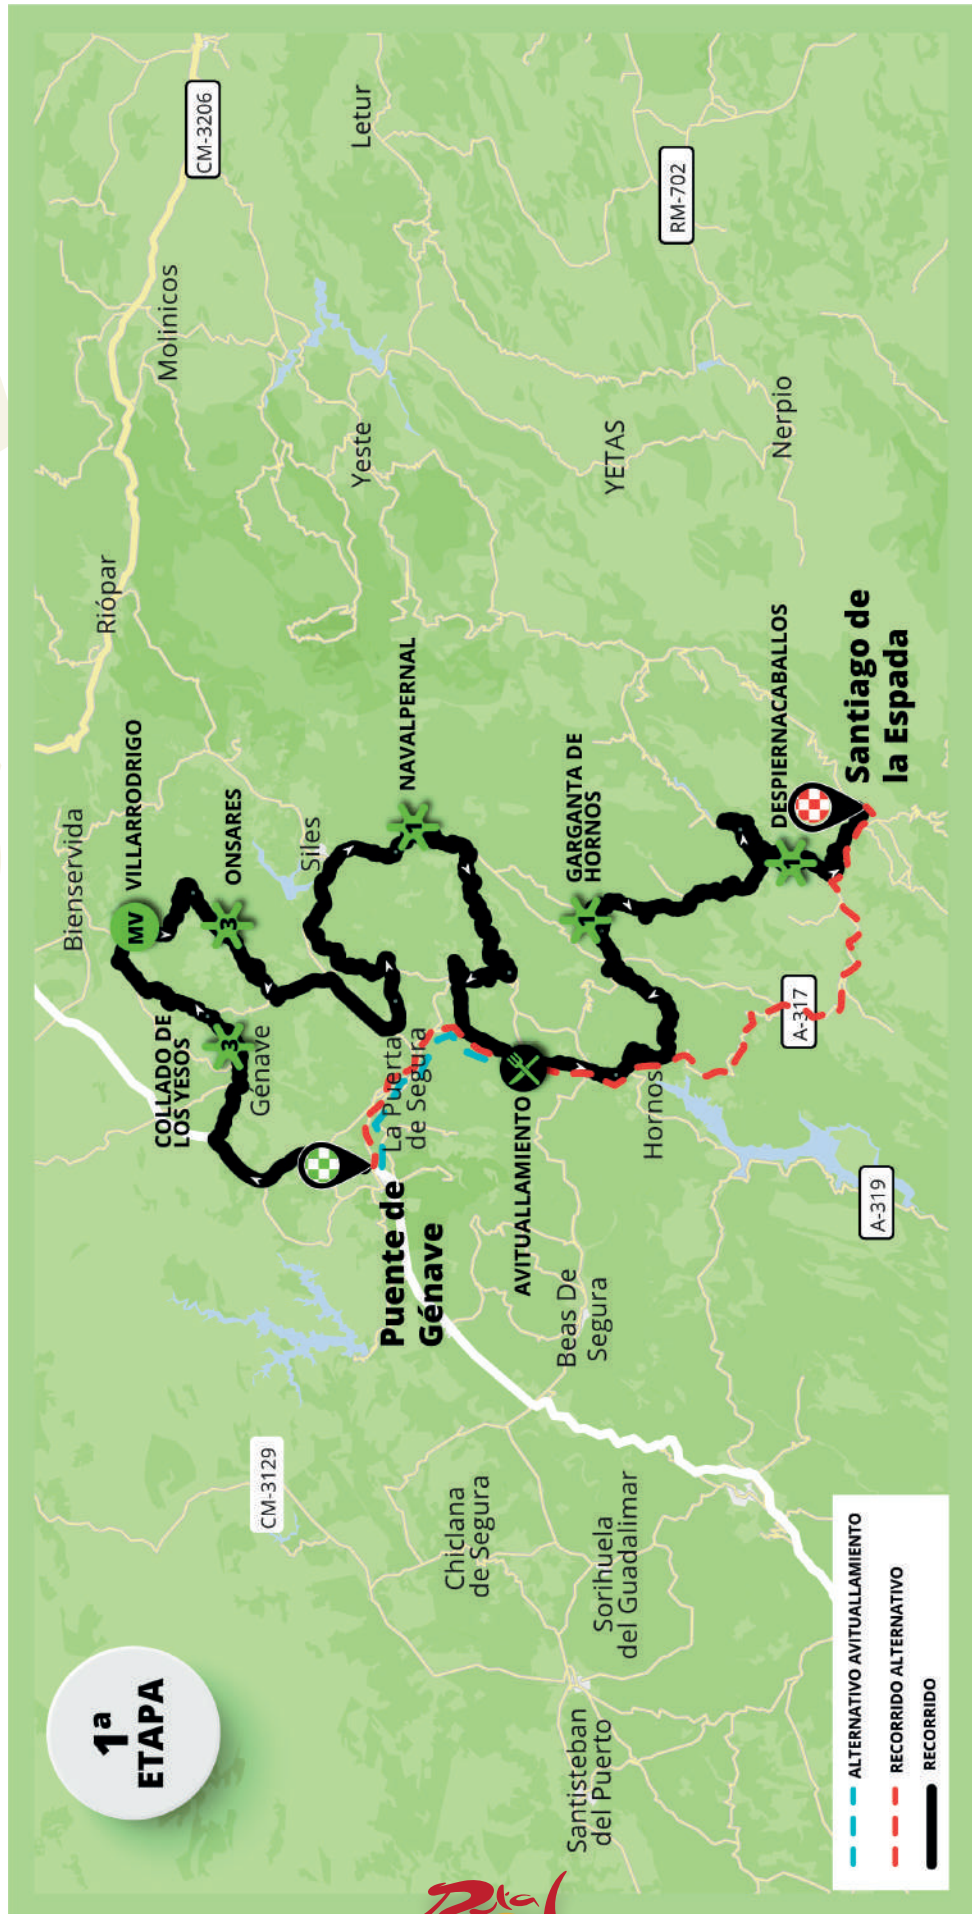 1ª
ETAPA
CM-3129
Santisteban
del Puerto
Chiclana
de Segura
Sorihuela
del Guadalimar
Beas De
Segura
Puente de
Génave
La Puerta
de Segura
AVITUALLAMIENTO
COLLADO DE
LOS YESOS
3
Génave
Bienservida
MV
VILLARRODRIGO
3
ONSARES
Siles
1
NAVALPERNAL
GARGANTA DE
HORNOS
1
Hornos
A-317
A-319
1
DESPIERNACABALLOS
Santiago de
la Espada
Riópar
Molinicos
CM-3206
Letur
Yeste
YETAS
Nerpio
RM-702
ALTERNATIVO AVITUALLAMIENTO
RECORRIDO ALTERNATIVO
RECORRIDO